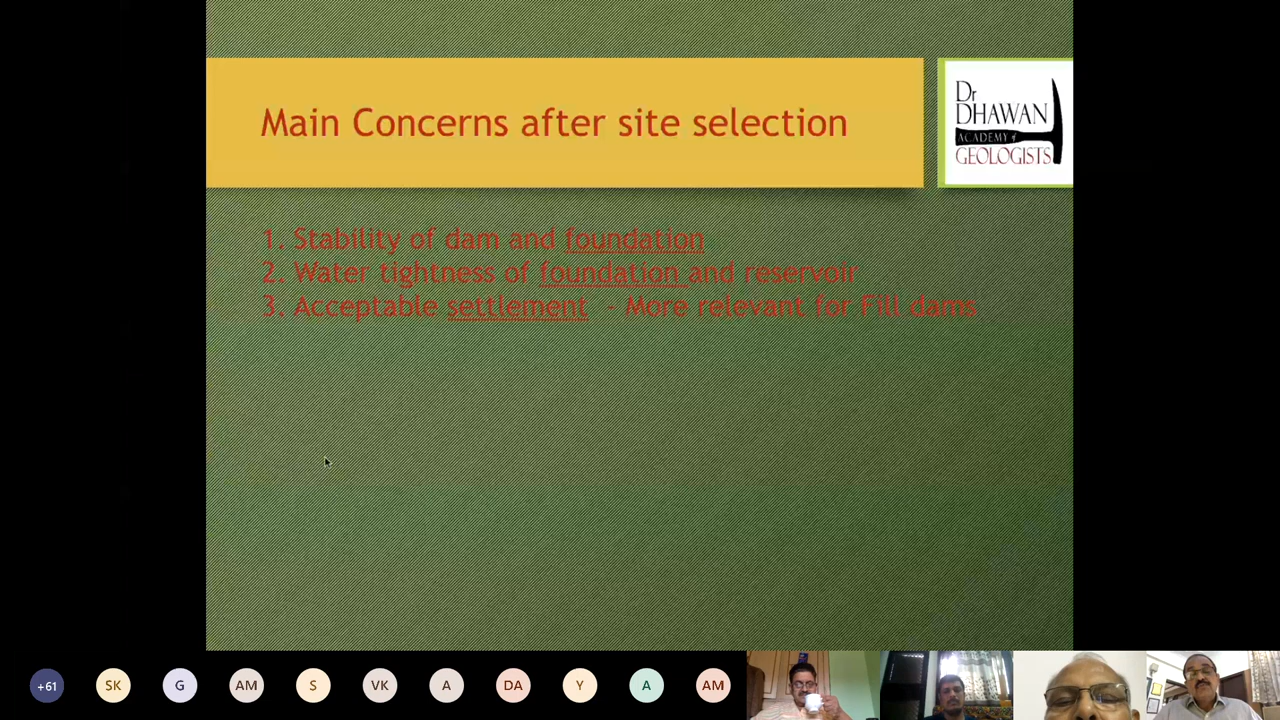 Main Concerns after site selection
Dr
DHAWAN
ACADEMY of
GEOLOGISTS
1. Stability of dam and foundation
2. Water tightness of foundation and reservoir
3. Acceptable settlement - More relevant for Fill dams
+61
SK
G
AM
S
VK
A
DA
Y
A
AM